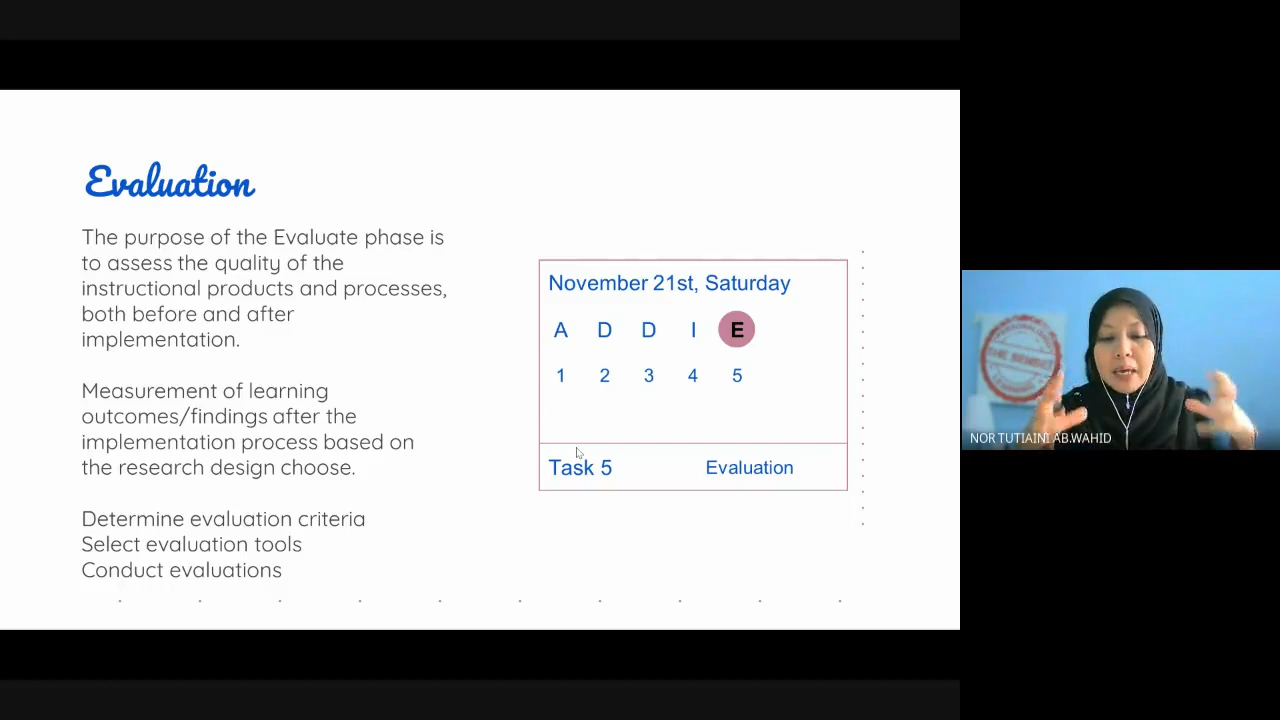 Evaluation
The purpose of the Evaluate phase is
to assess the quality of the
instructional products and processes,
both before and after
implementation.
Measurement of learning
outcomes/findings after the
implementation process based on
the research design choose.
Determine evaluation criteria
Select evaluation tools
Conduct evaluations
November 21st, Saturday
A D D I E
1 2 3 4 5
Task 5 Evaluation
THE MINDSET
NOR TUTIAINI AB.WAHID